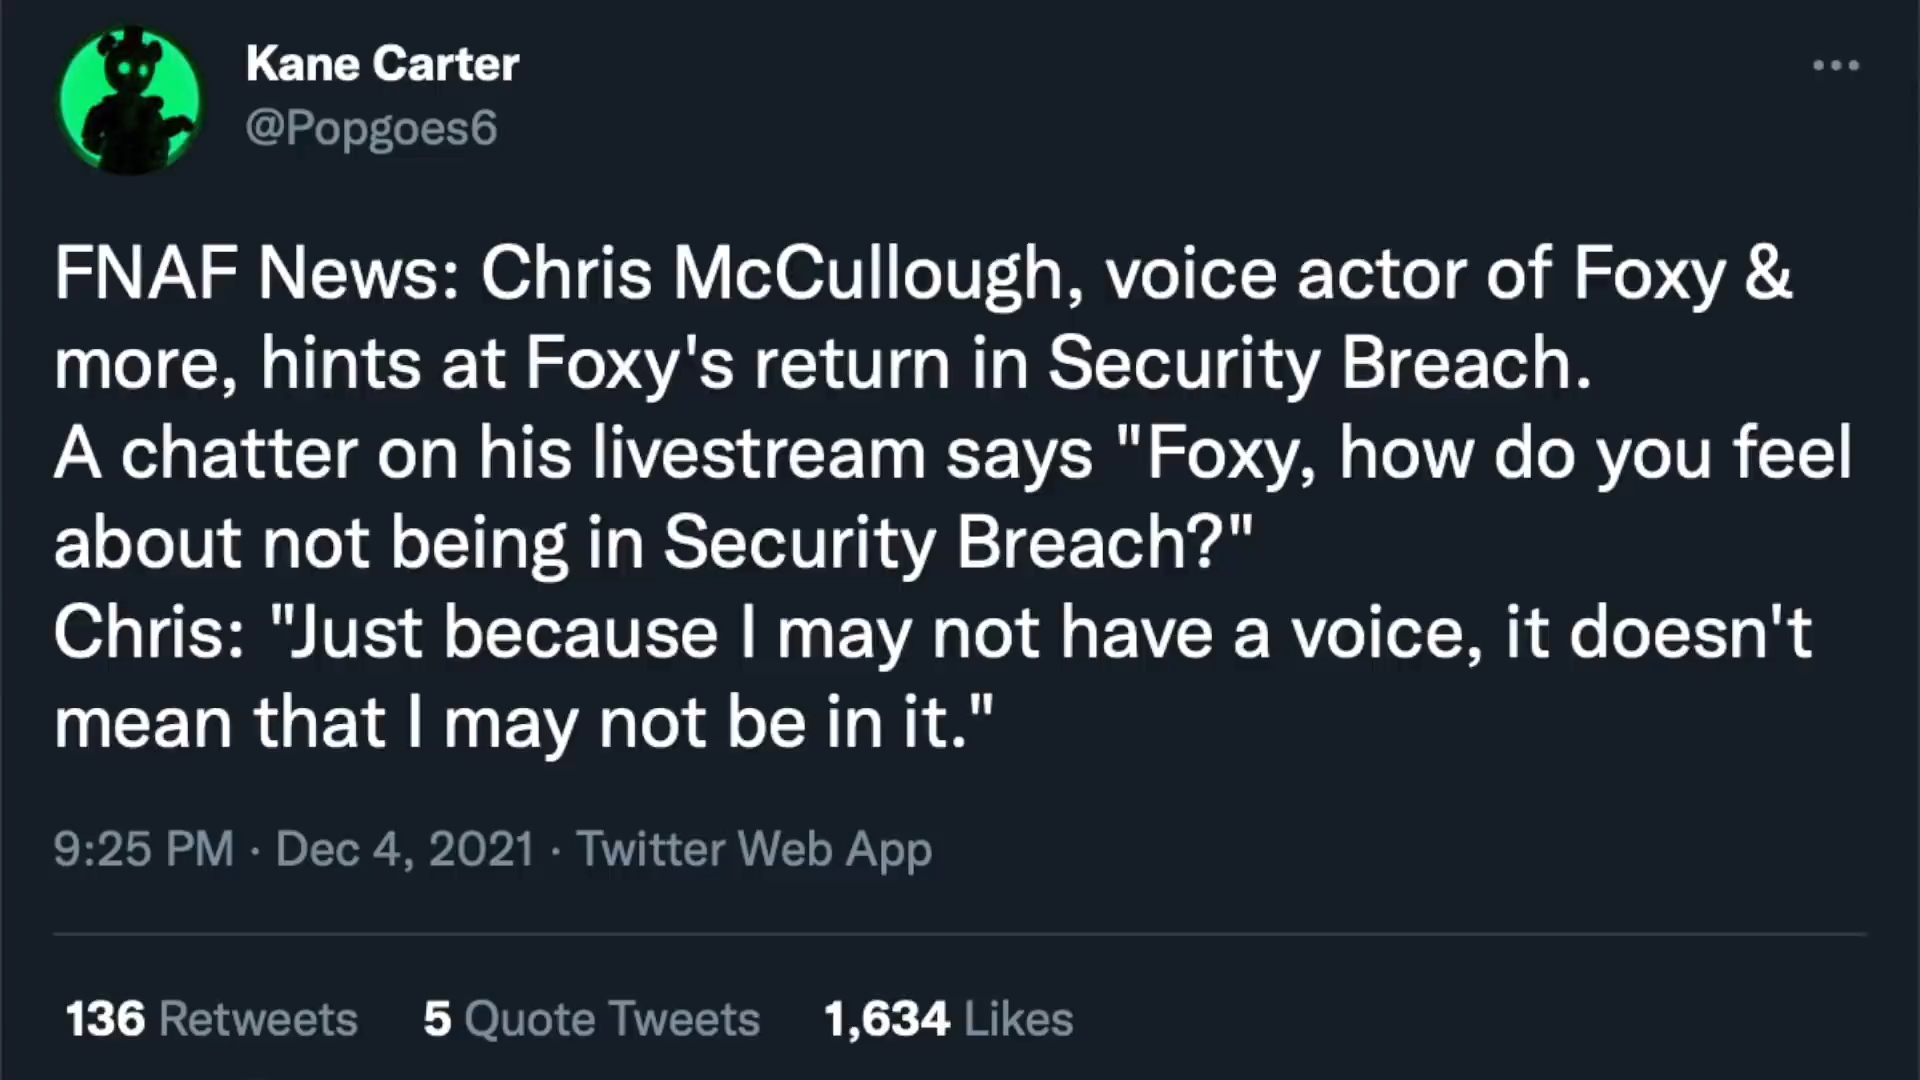 Kane Carter
@Popgoes6
FNAF News: Chris McCullough, voice actor of Foxy &
more, hints at Foxy's return in Security Breach.
A chatter on his livestream says "Foxy, how do you feel
about not being in Security Breach?"
Chris: "Just because I may not have a voice, it doesn't
mean that I may not be in it."
9:25 PM · Dec 4, 2021 · Twitter Web App
136 Retweets 5 Quote Tweets 1,634 Likes